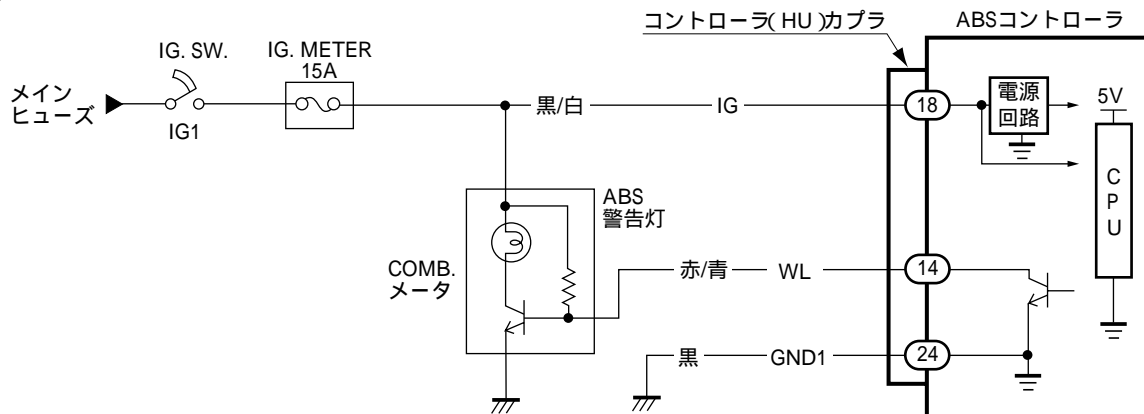 コントローラ(HU)カプラ
ABSコントローラ
IG. SW.
IG. METER
15A
メイン
ヒューズ
IG1
黒/白
IG
18
電源
回路
5V
CPU
ABS
警告灯
COMB.
メータ
赤/青
WL
14
黒
GND1
24